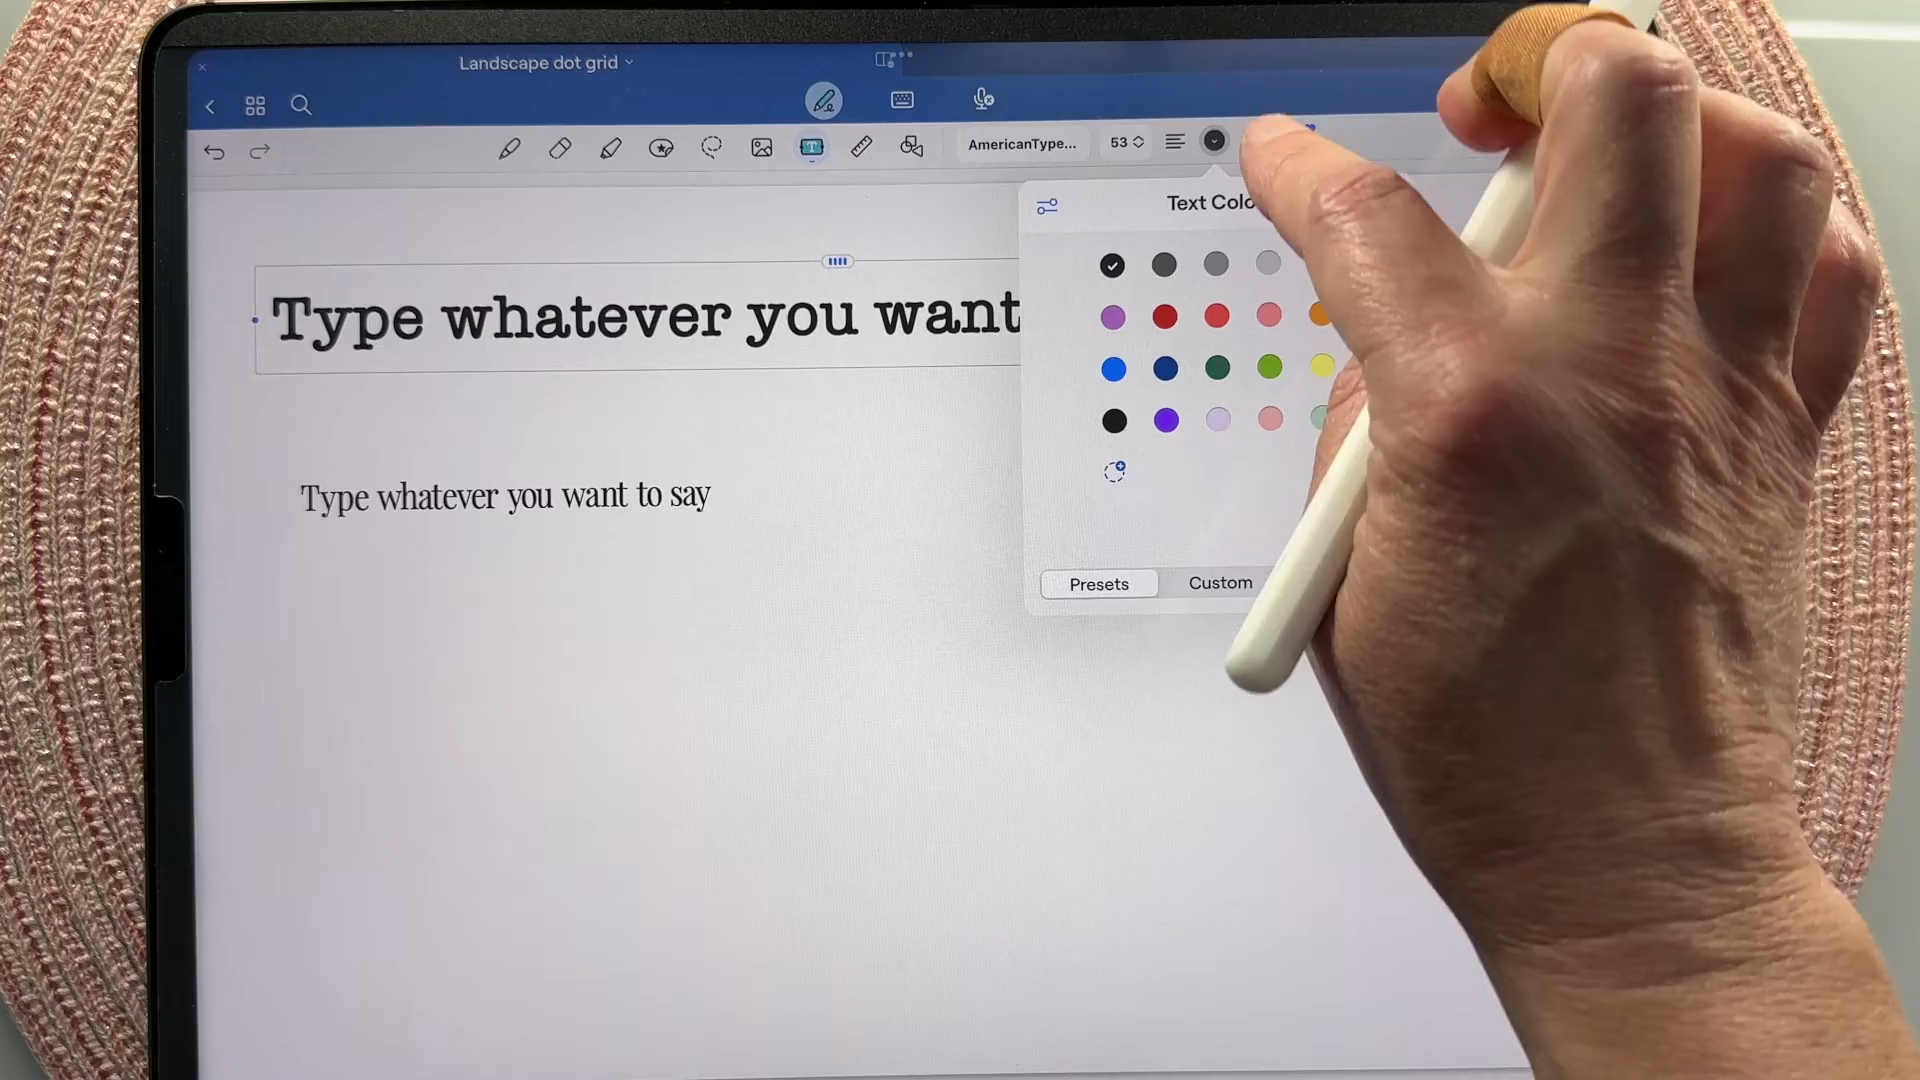 Landscape dot grid
AmericanType... 53
Text Colo
Type whatever you want
Type whatever you want to say
Presets Custom